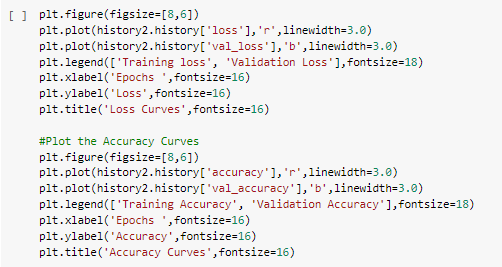 [ ] plt.figure(figsize=[8,6])
plt.plot(history2.history['loss'],'r',linewidth=3.0)
plt.plot(history2.history['val_loss'],'b',linewidth=3.0)
plt.legend(['Training loss', 'Validation Loss'],fontsize=18)
plt.xlabel('Epochs ',fontsize=16)
plt.ylabel('Loss',fontsize=16)
plt.title('Loss Curves',fontsize=16)

#Plot the Accuracy Curves
plt.figure(figsize=[8,6])
plt.plot(history2.history['accuracy'],'r',linewidth=3.0)
plt.plot(history2.history['val_accuracy'],'b',linewidth=3.0)
plt.legend(['Training Accuracy', 'Validation Accuracy'],fontsize=18)
plt.xlabel('Epochs ',fontsize=16)
plt.ylabel('Accuracy',fontsize=16)
plt.title('Accuracy Curves',fontsize=16)